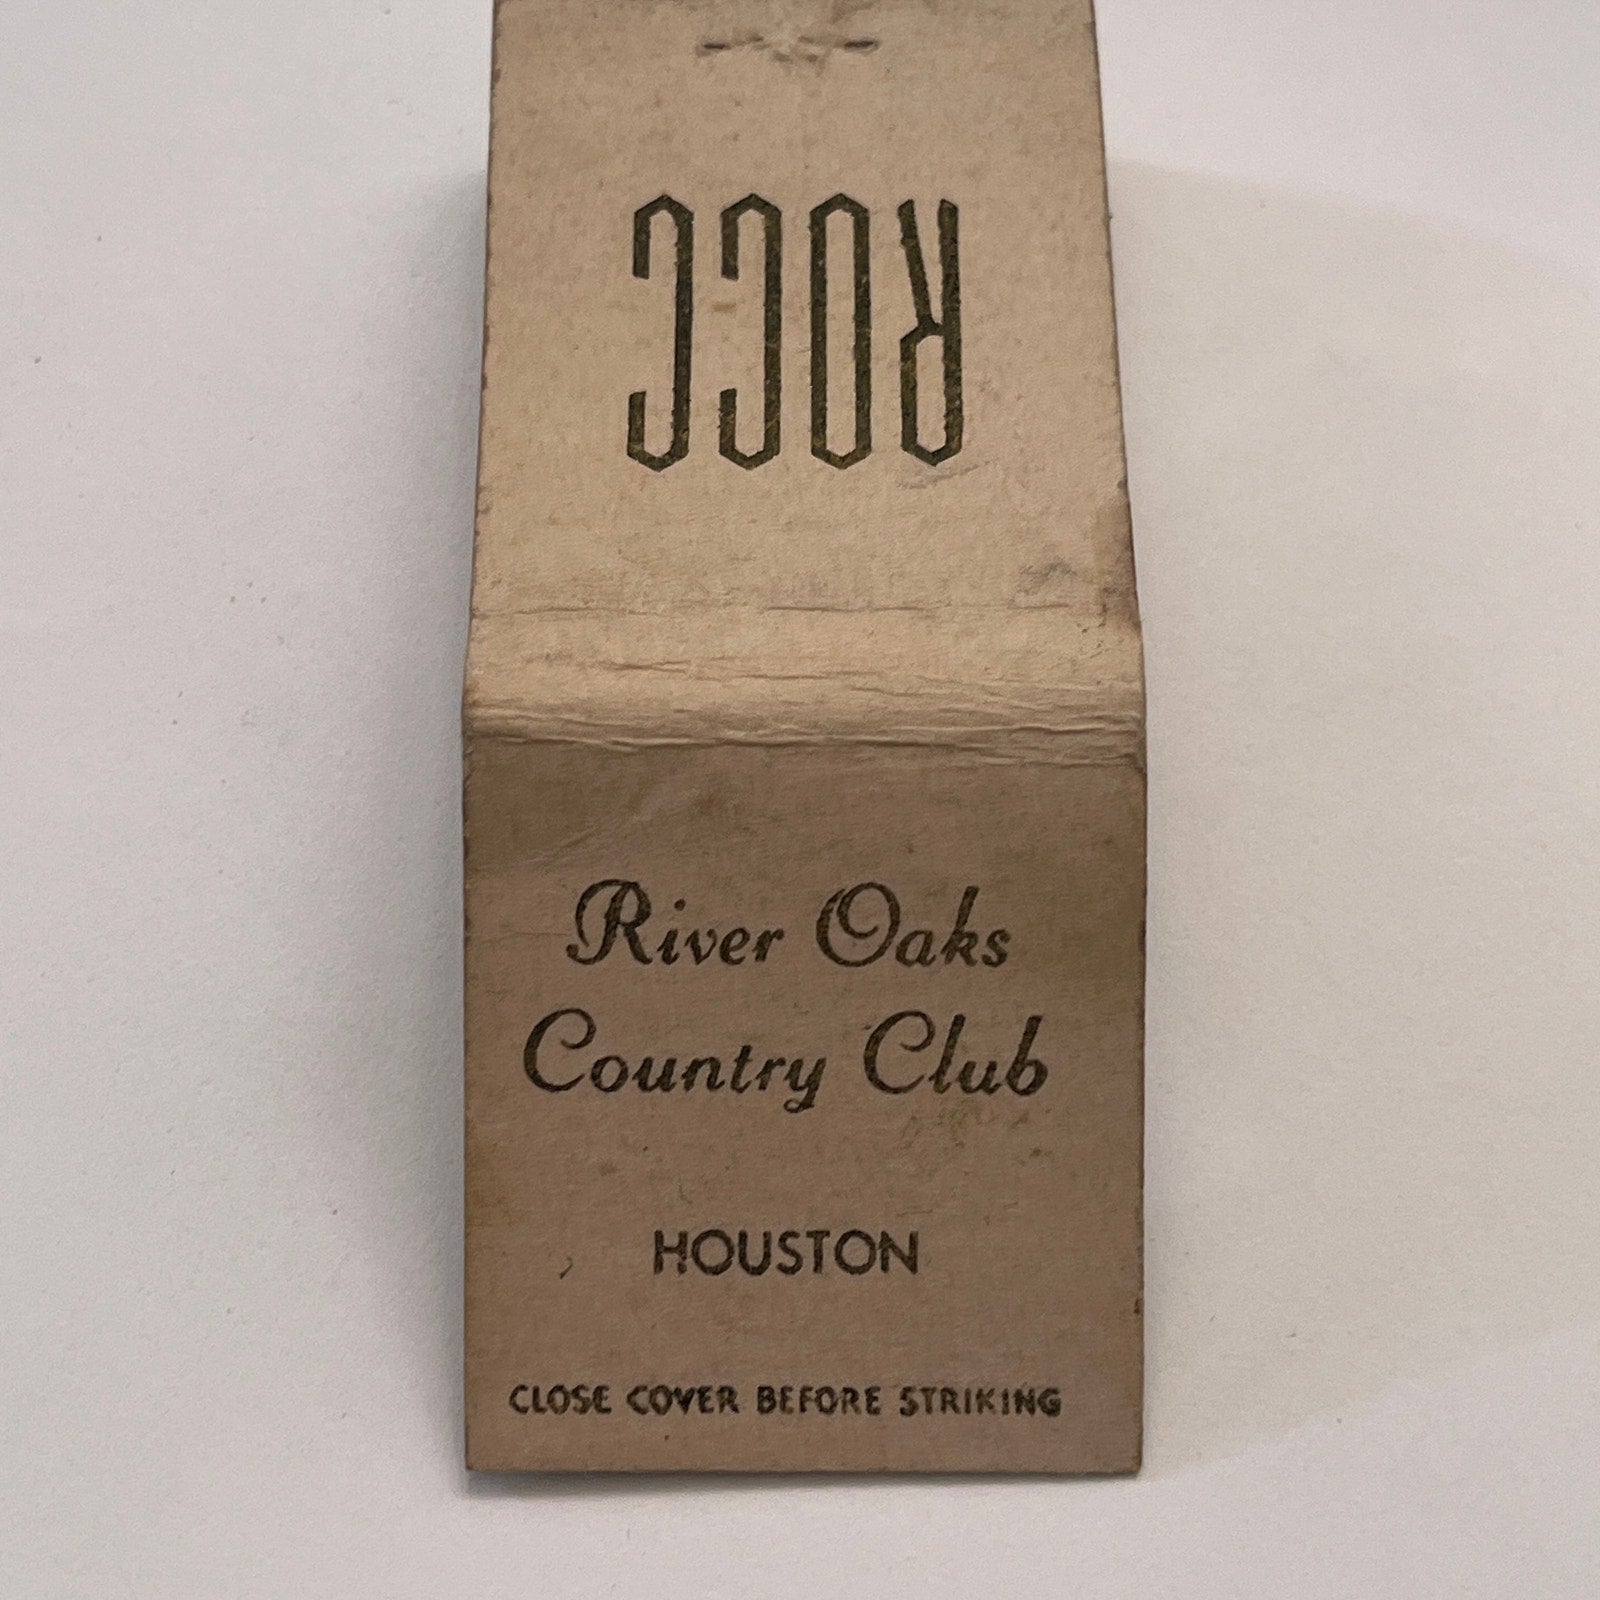 ROCC
River Oaks
Country Club
HOUSTON
CLOSE COVER BEFORE STRIKING